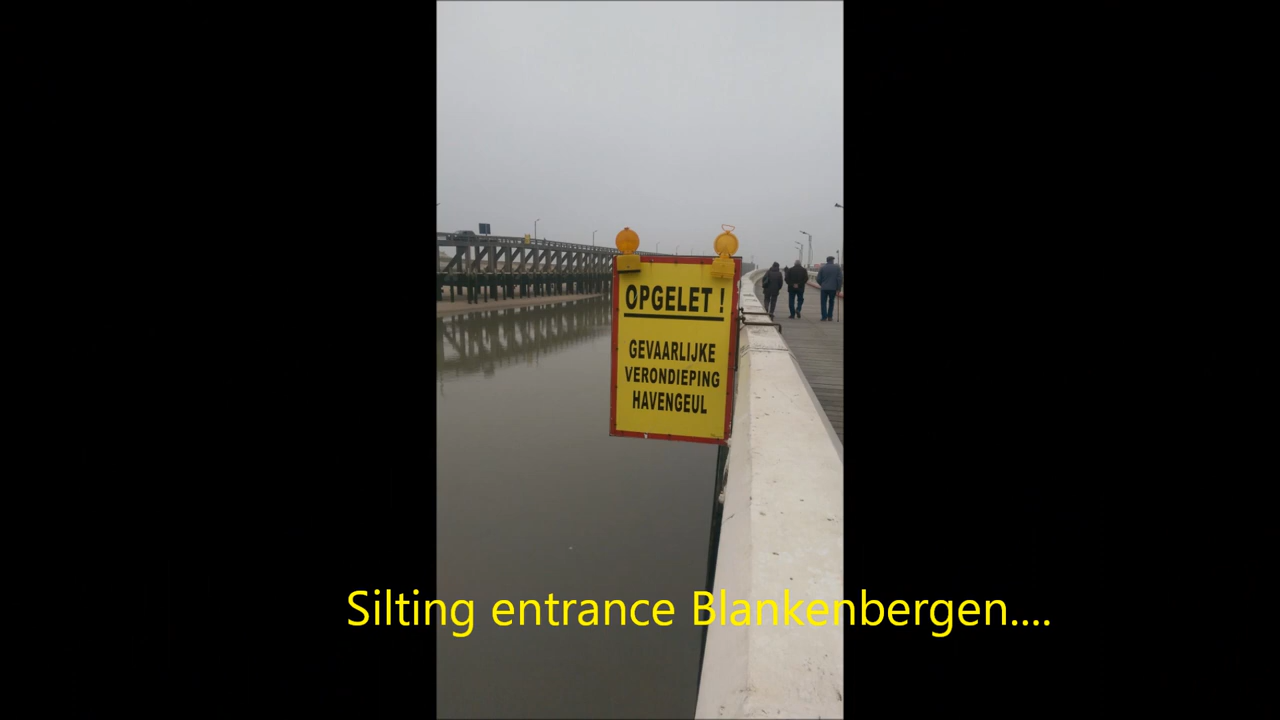 OPGELET !
GEVAARLIJKE
VERONDIEPING
HAVENGEUL
Silting entrance Blankenbergen....